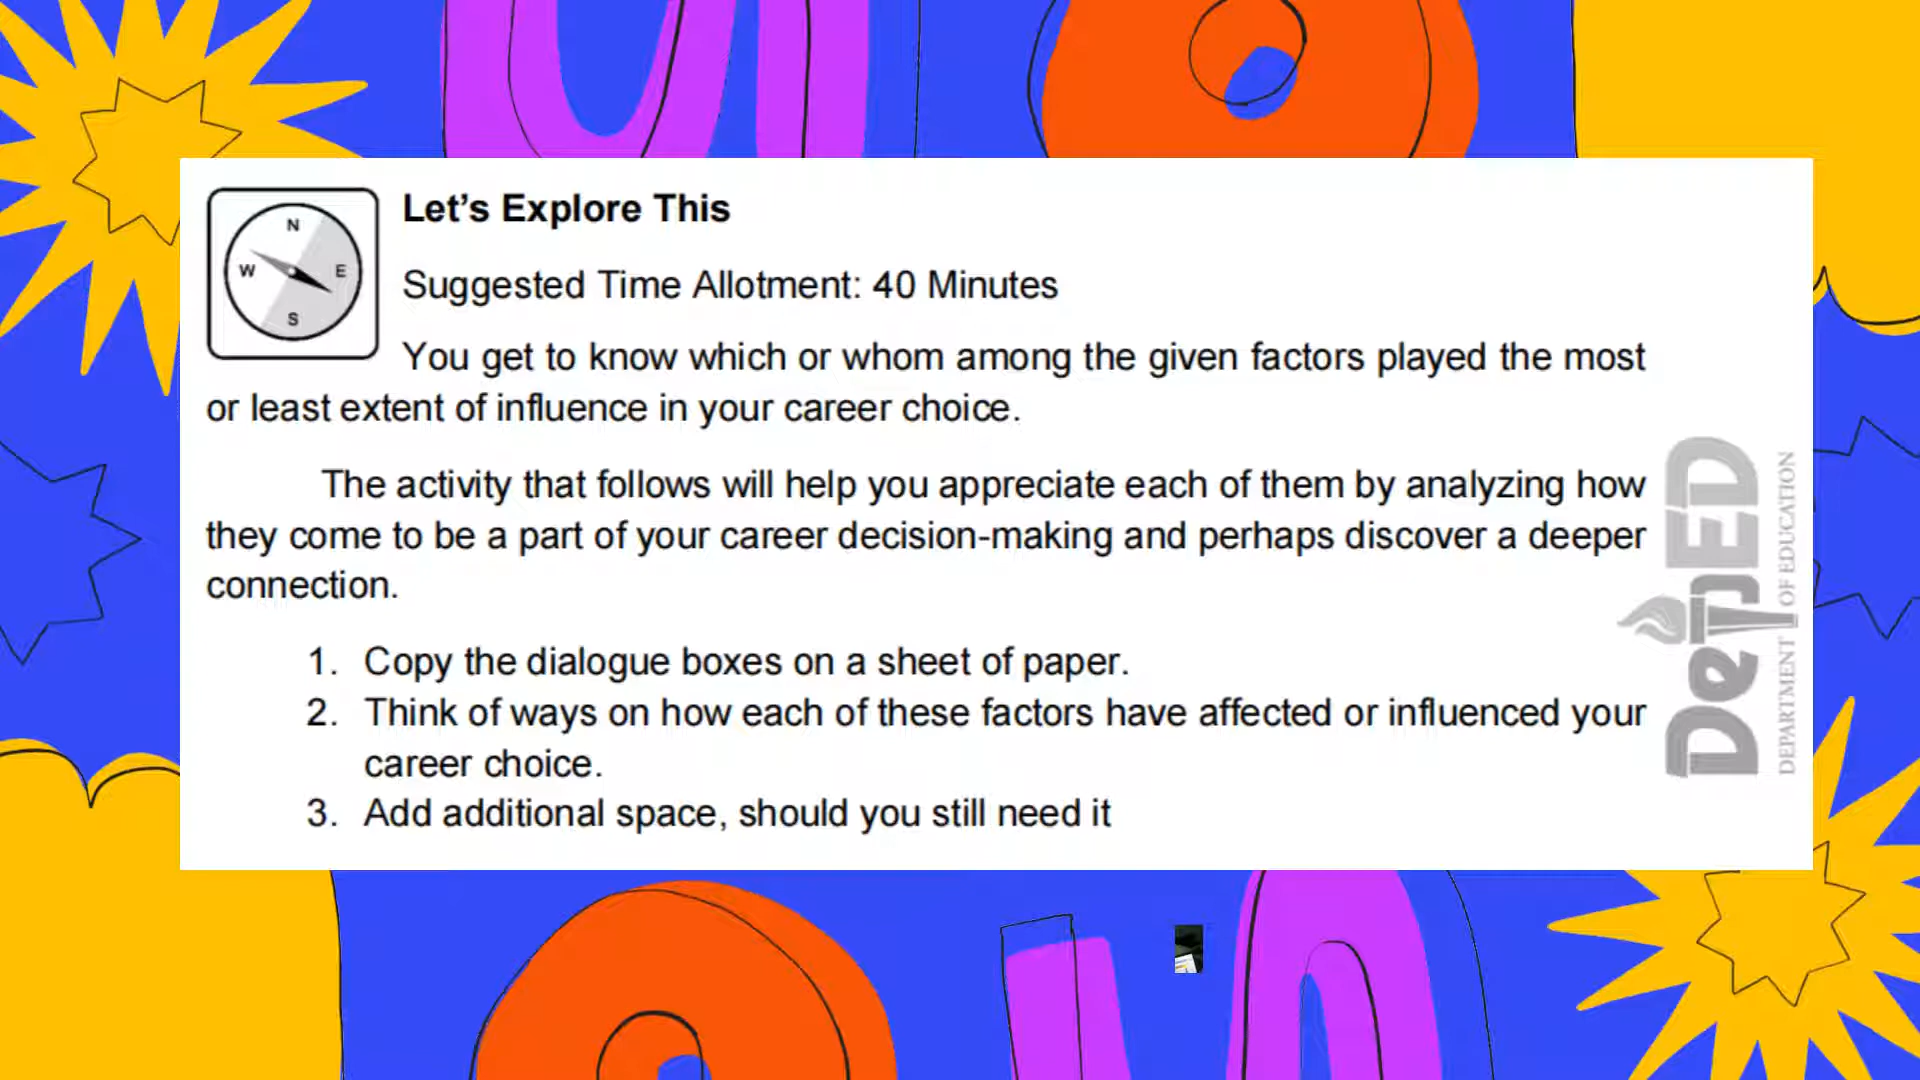 Let's Explore This
Suggested Time Allotment: 40 Minutes
You get to know which or whom among the given factors played the most
or least extent of influence in your career choice.
The activity that follows will help you appreciate each of them by analyzing how
they come to be a part of your career decision-making and perhaps discover a deeper
connection.
1. Copy the dialogue boxes on a sheet of paper.
2. Think of ways on how each of these factors have affected or influenced your
career choice.
3. Add additional space, should you still need it
N
W E
S
DepED
DEPARTMENT OF EDUCATION